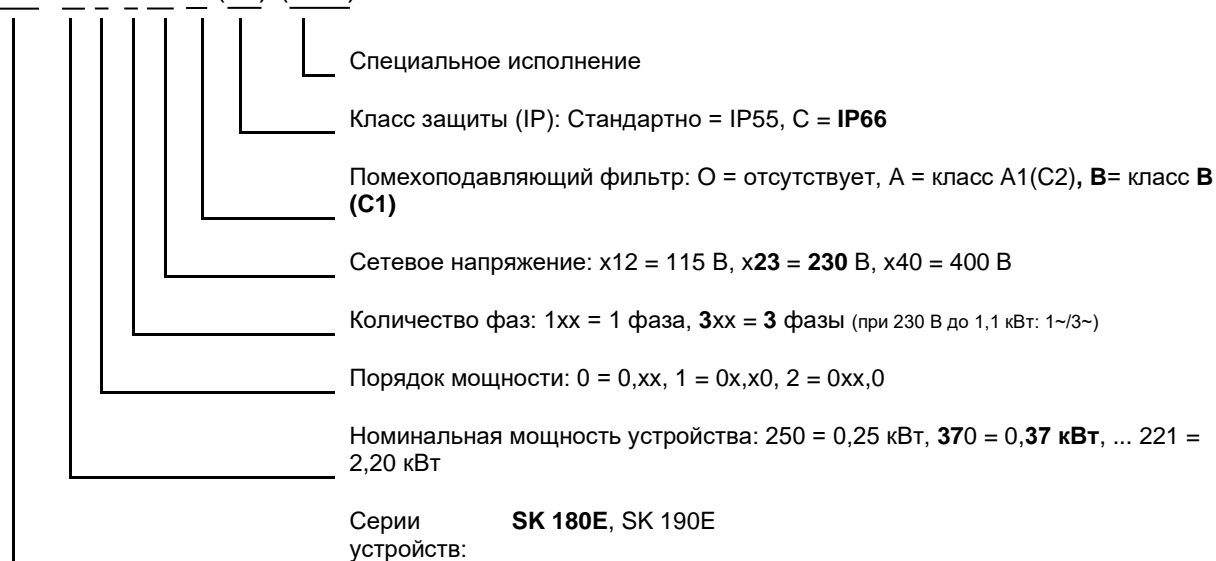 Специальное исполнение
Класс защиты (IP): Стандартно = IP55, C = IP66
Помехоподавляющий фильтр: O = отсутствует, A = класс A1(C2), B= класс B
(C1)
Сетевое напряжение: x12 = 115 В, x23 = 230 В, x40 = 400 В
Количество фаз: 1xx = 1 фаза, 3xx = 3 фазы (при 230 В до 1,1 кВт: 1~/3~)
Порядок мощности: 0 = 0,xx, 1 = 0x,x0, 2 = 0xx,0
Номинальная мощность устройства: 250 = 0,25 кВт, 370 = 0,37 кВт, ... 221 =
2,20 кВт
Серии SK 180E, SK 190E
устройств: